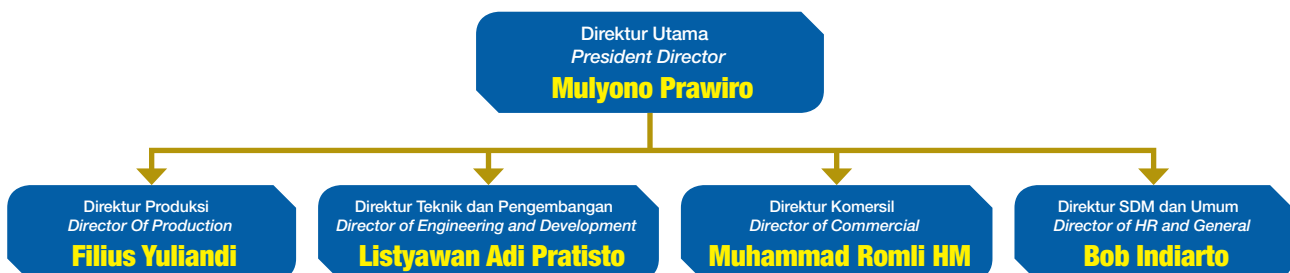 Direktur Utama
President Director
Mulyono Prawiro
Direktur Produksi
Director Of Production
Filius Yuliandi
Direktur Teknik dan Pengembangan
Director of Engineering and Development
Listyawan Adi Pratisto
Direktur Komersil
Director of Commercial
Muhammad Romli HM
Direktur SDM dan Umum
Director of HR and General
Bob Indiarto